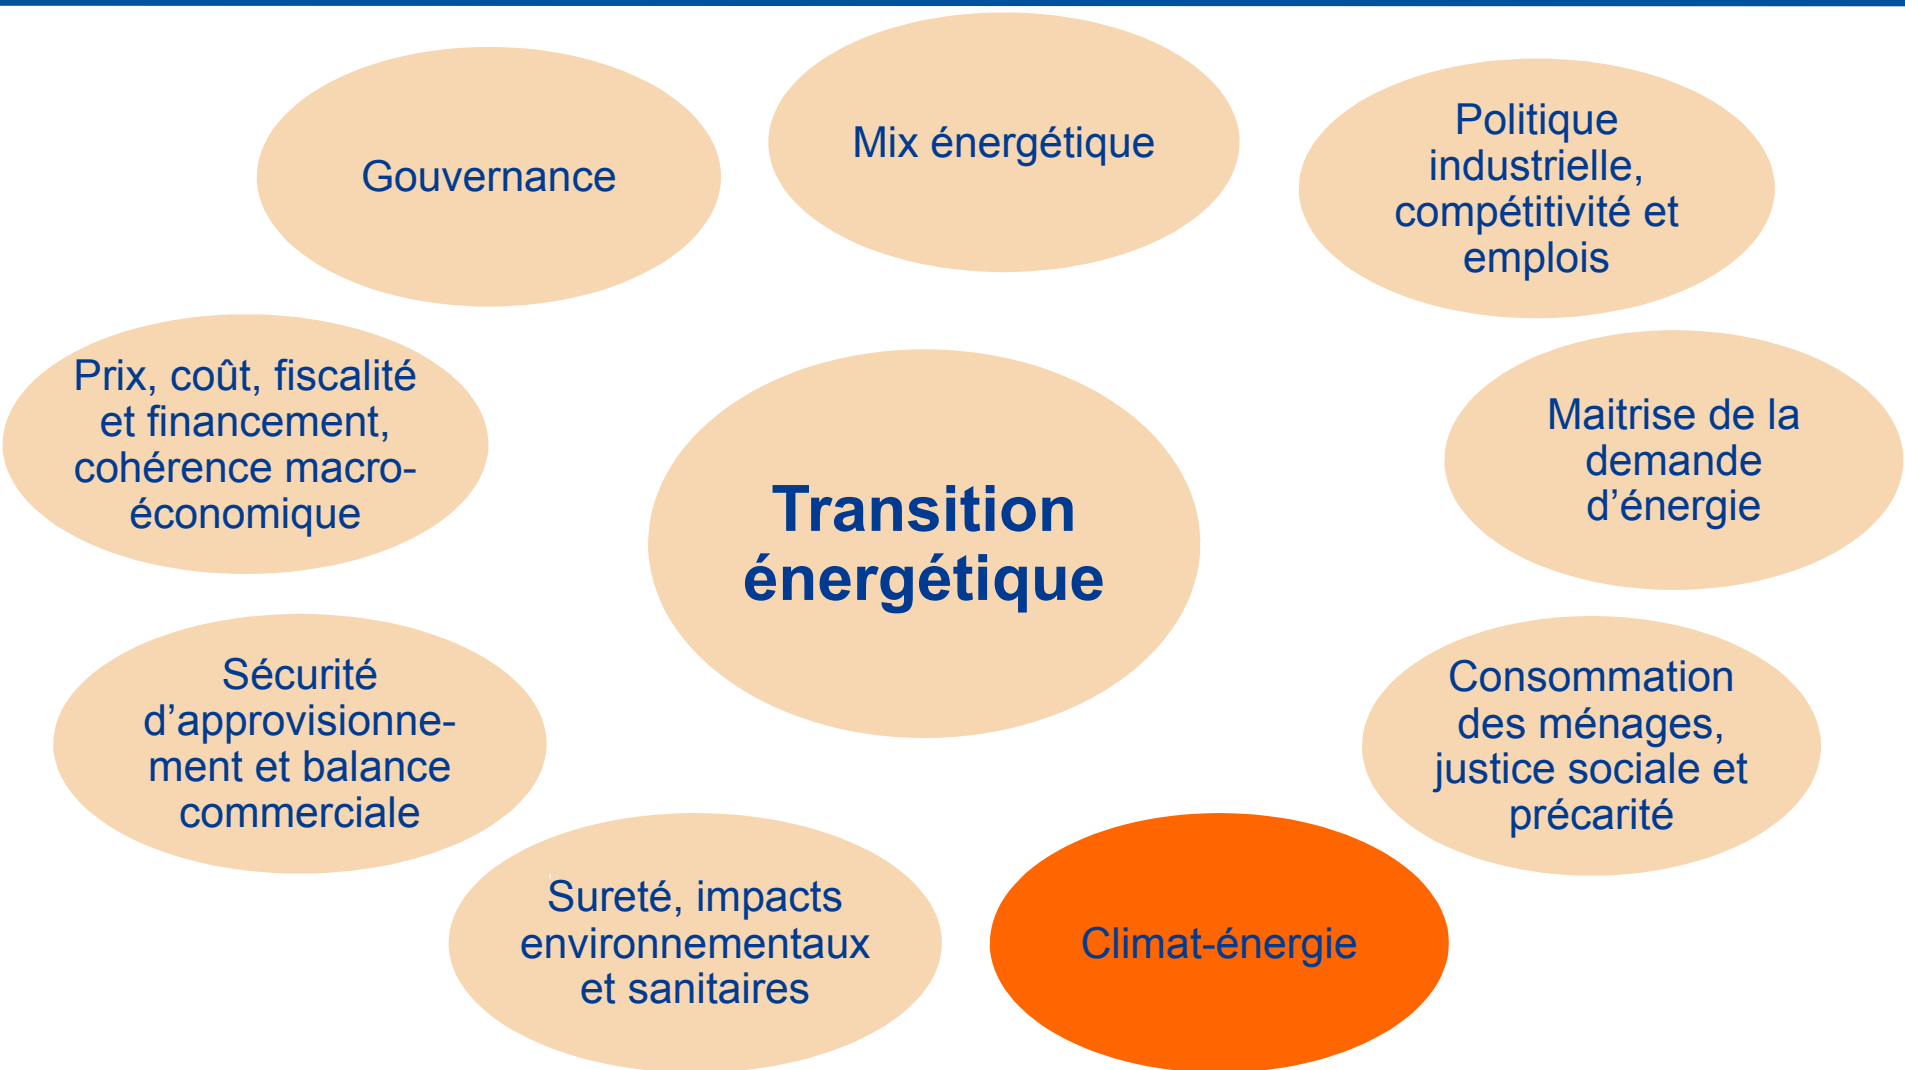 Gouvernance
Mix énergétique
Politique
industrielle,
compétitivité et
emplois
Prix, coût, fiscalité
et financement,
cohérence macro-
économique
Maitrise de la
demande
d’énergie
Transition
énergétique
Sécurité
d’approvisionne-
ment et balance
commerciale
Consommation
des ménages,
justice sociale et
précarité
Sureté, impacts
environnementaux
et sanitaires
Climat-énergie